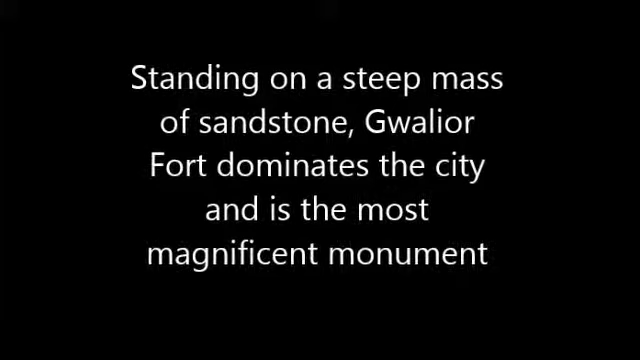 Standing on a steep mass
of sandstone, Gwalior
Fort dominates the city
and is the most
magnificent monument